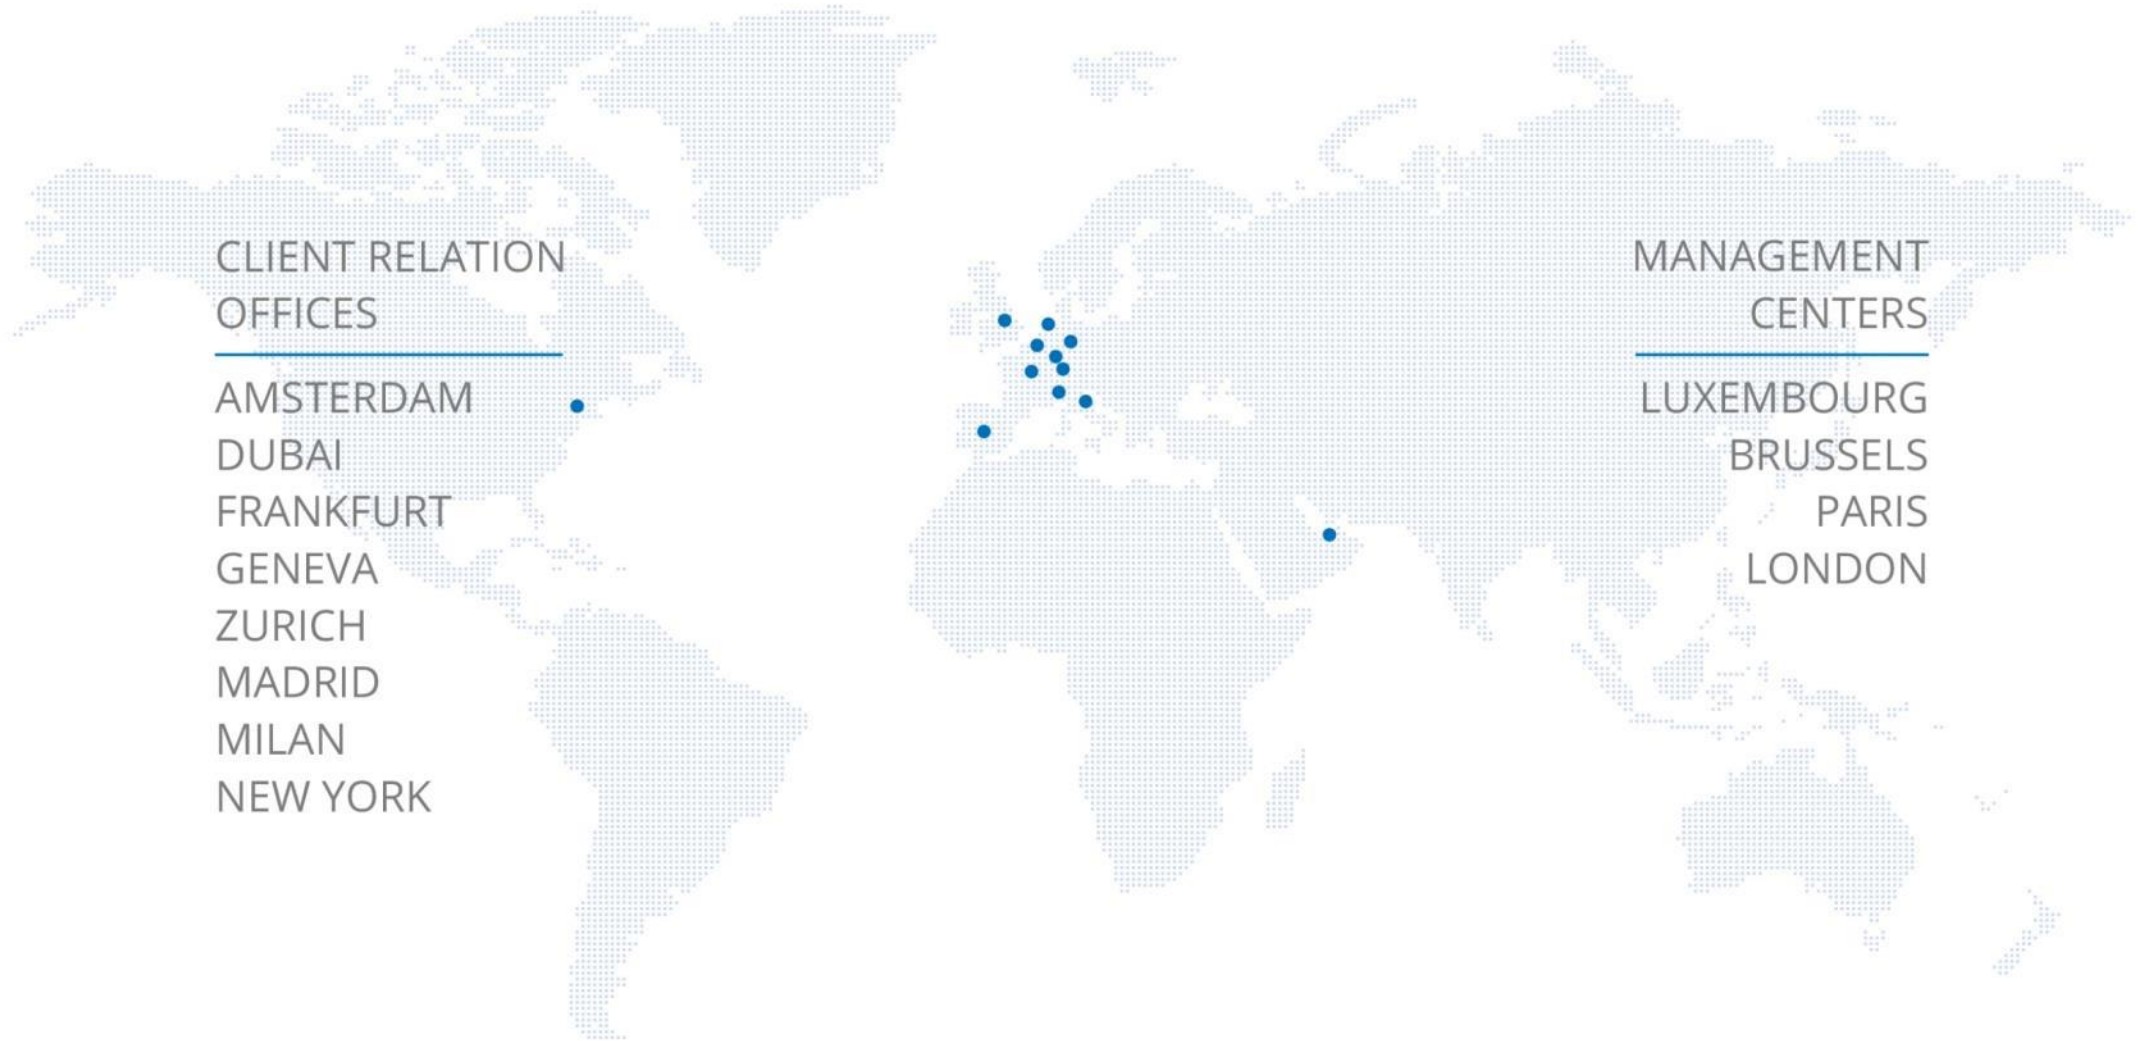 CLIENT RELATION
OFFICES
AMSTERDAM
DUBAI
FRANKFURT
GENEVA
ZURICH
MADRID
MILAN
NEW YORK
MANAGEMENT
CENTERS
LUXEMBOURG
BRUSSELS
PARIS
LONDON